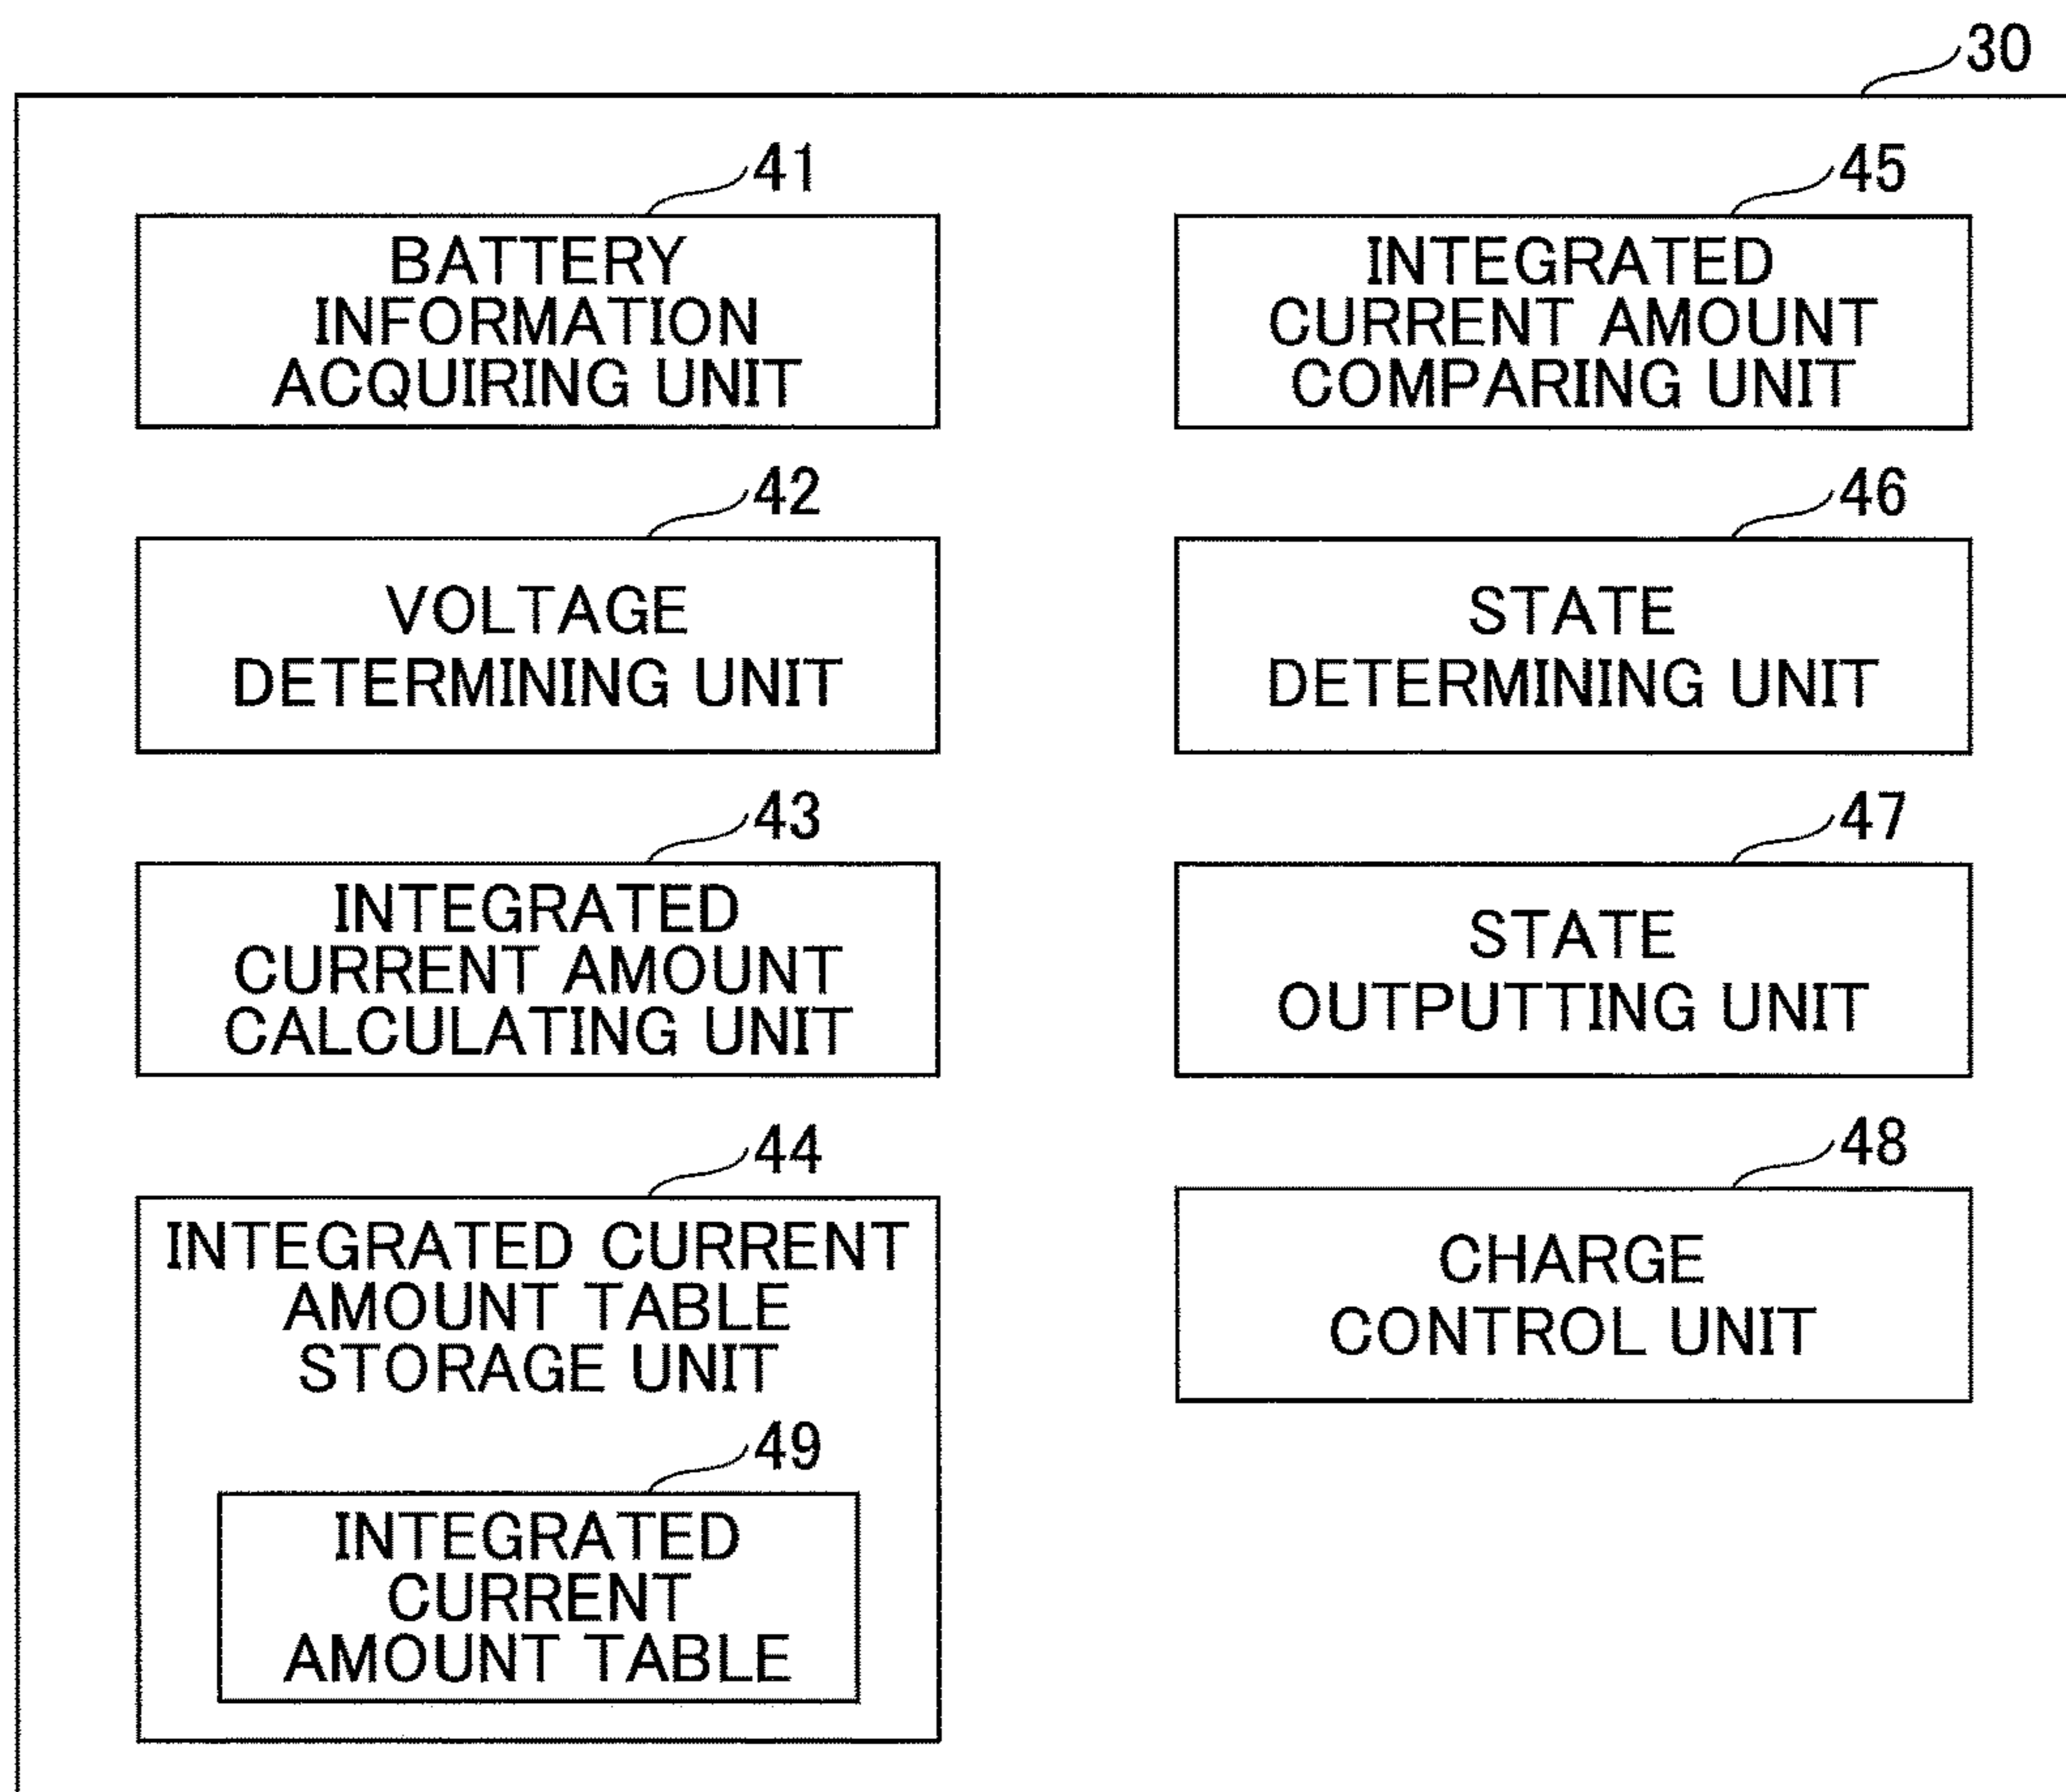 30
41
BATTERY
INFORMATION
ACQUIRING UNIT
42
VOLTAGE
DETERMINING UNIT
43
INTEGRATED
CURRENT AMOUNT
CALCULATING UNIT
44
INTEGRATED CURRENT
AMOUNT TABLE
STORAGE UNIT
49
INTEGRATED
CURRENT
AMOUNT TABLE
45
INTEGRATED
CURRENT AMOUNT
COMPARING UNIT
46
STATE
DETERMINING UNIT
47
STATE
OUTPUTTING UNIT
48
CHARGE
CONTROL UNIT